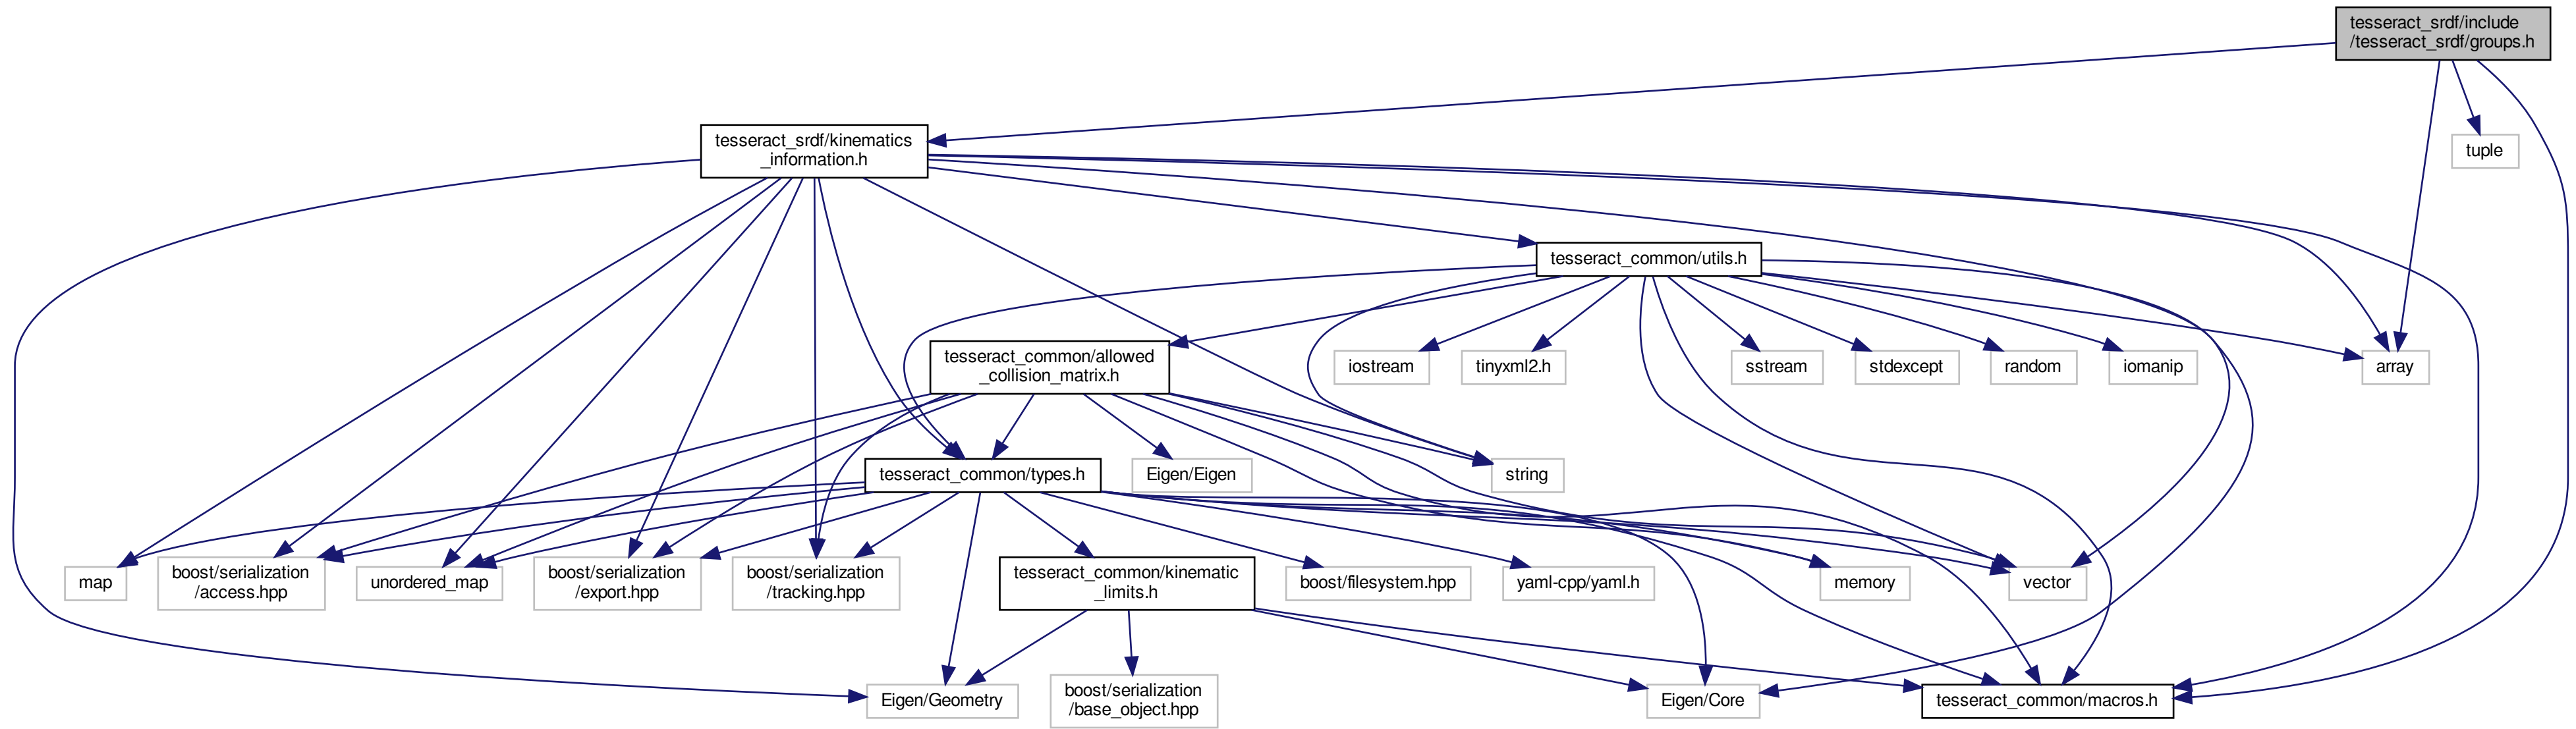 tesseract_srdf/include
/tesseract_srdf/groups.h
tesseract_srdf/kinematics
_information.h
tuple
tesseract_common/utils.h
tesseract_common/allowed
_collision_matrix.h
iostream
tinyxml2.h
sstream
stdexcept
random
iomanip
array
tesseract_common/types.h
Eigen/Eigen
string
map
boost/serialization
/access.hpp
unordered_map
boost/serialization
/export.hpp
boost/serialization
/tracking.hpp
tesseract_common/kinematic
_limits.h
boost/filesystem.hpp
yaml-cpp/yaml.h
memory
vector
Eigen/Geometry
boost/serialization
/base_object.hpp
Eigen/Core
tesseract_common/macros.h